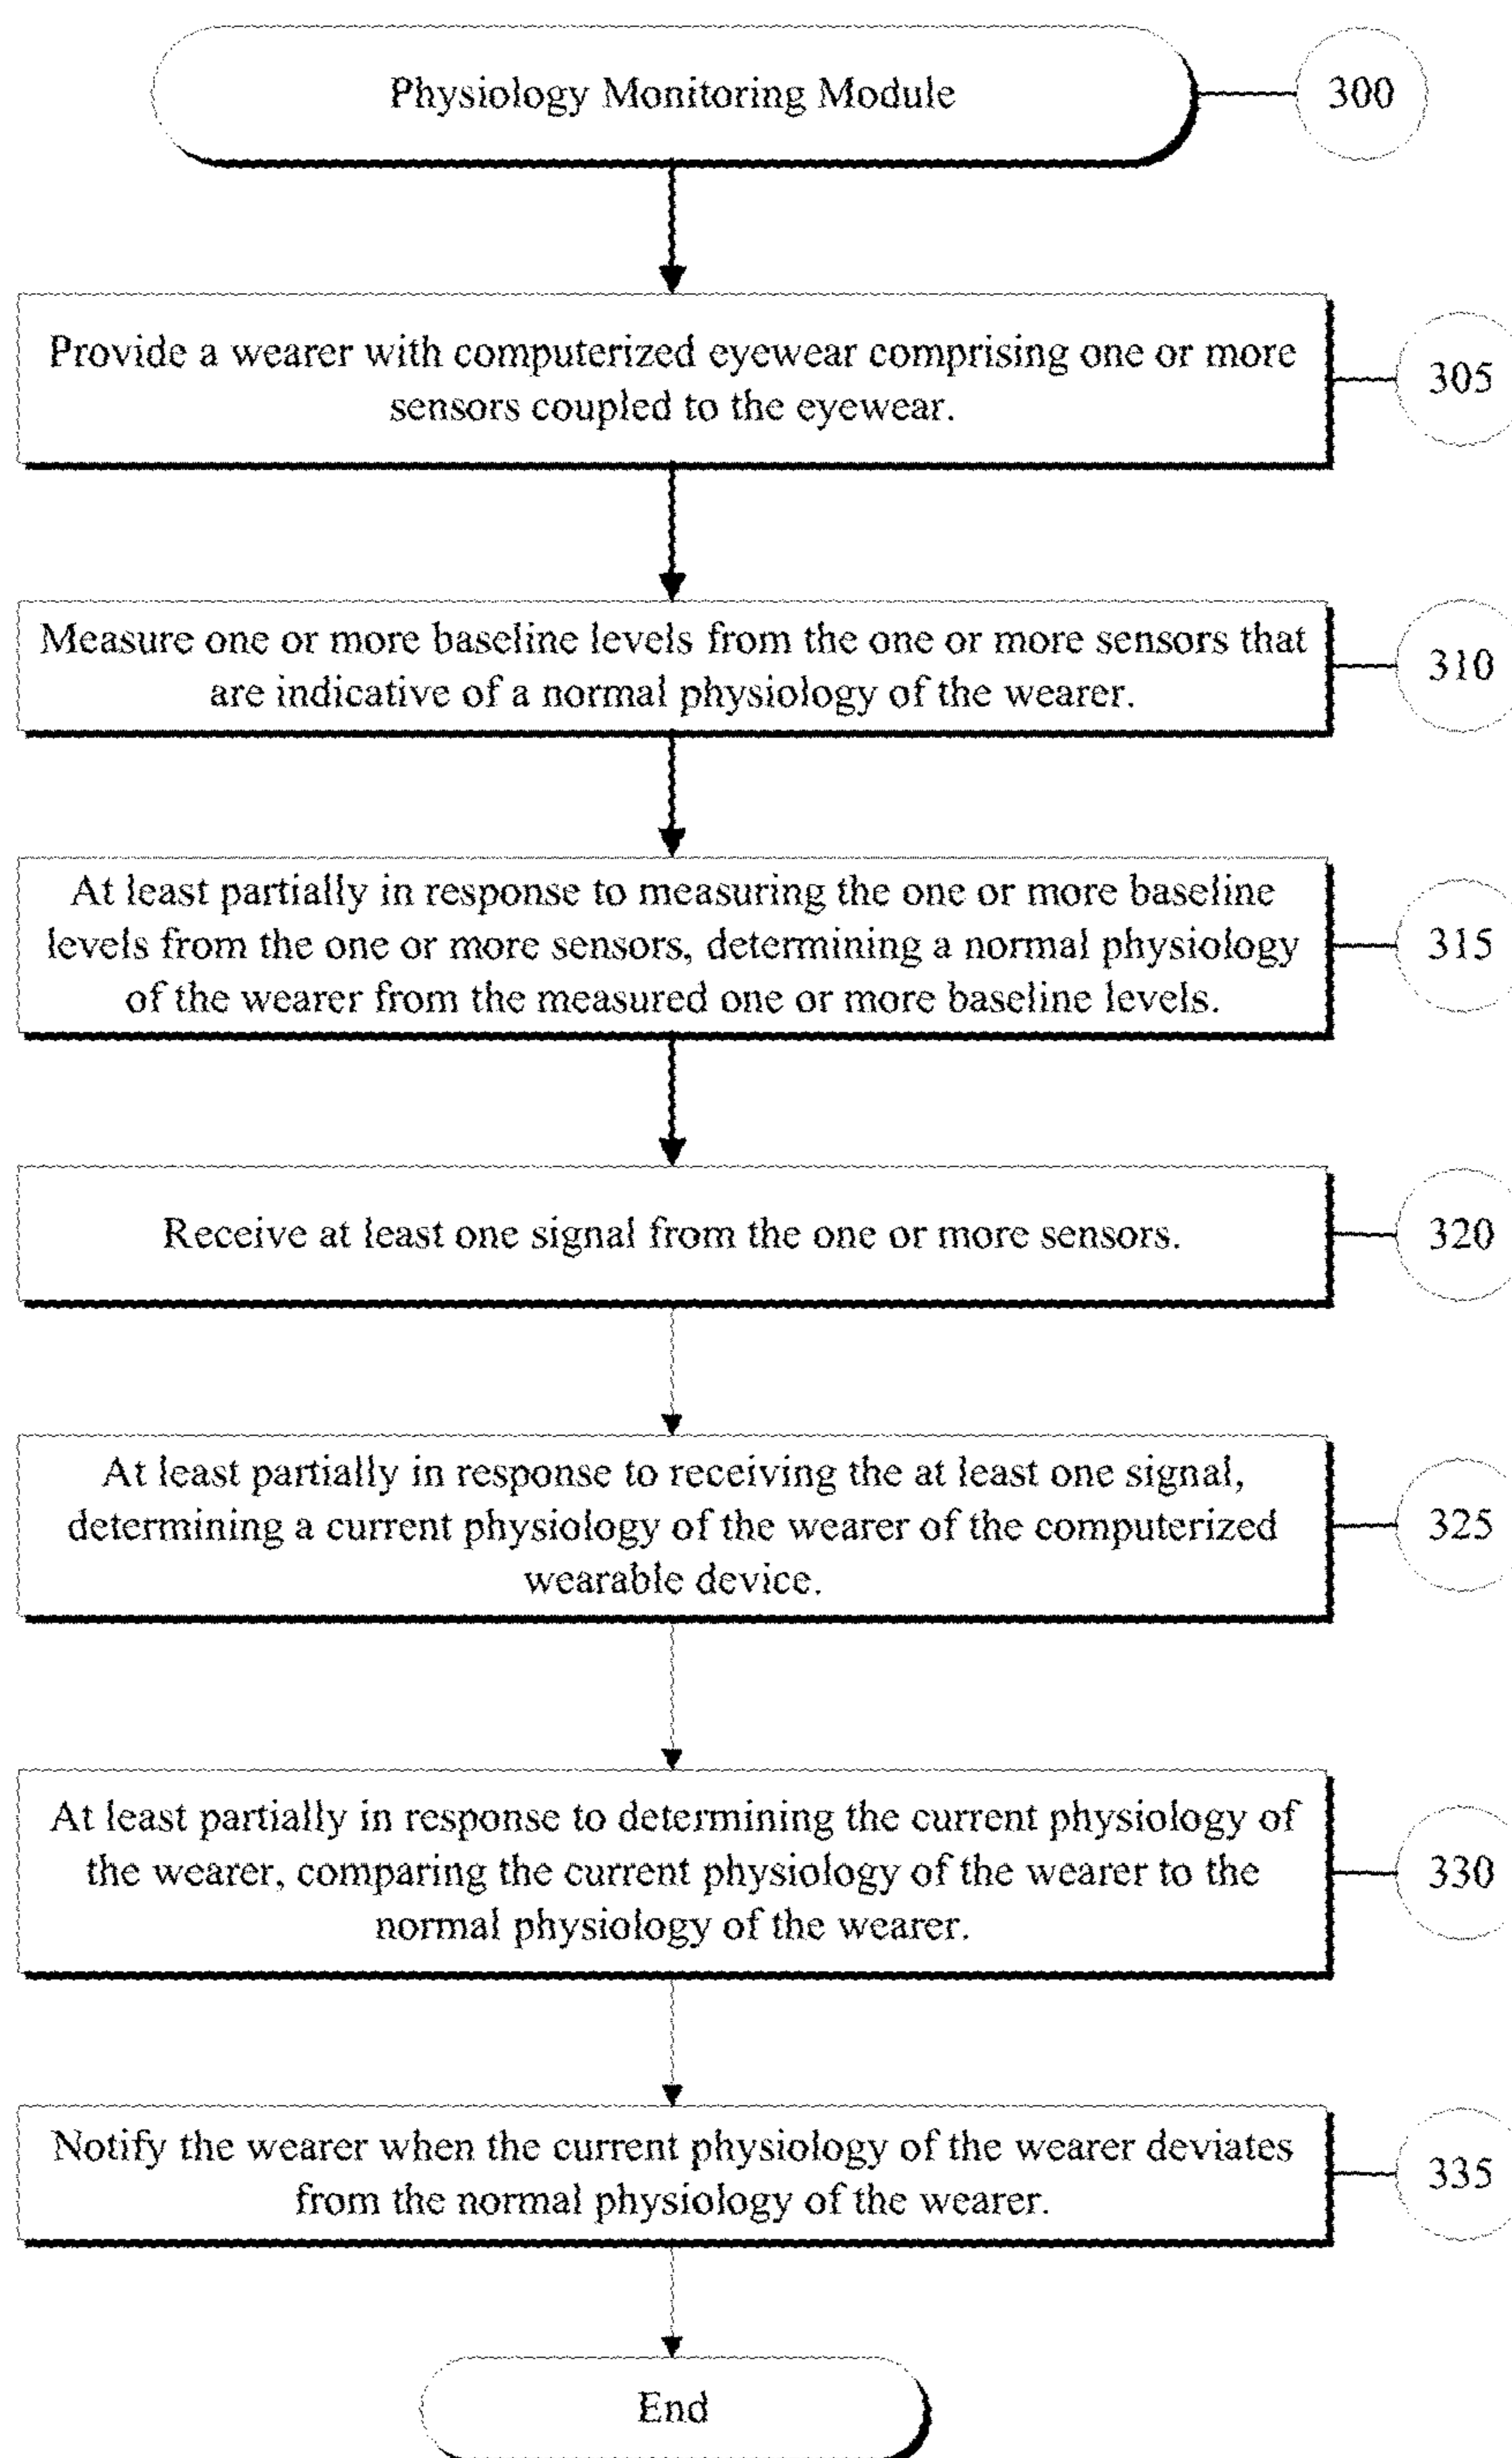 Physiology Monitoring Module
300
Provide a wearer with computerized eyewear comprising one or more
sensors coupled to the eyewear.
305
Measure one or more baseline levels from the one or more sensors that
are indicative of a normal physiology of the wearer.
310
At least partially in response to measuring the one or more baseline
levels from the one or more sensors, determining a normal physiology
of the wearer from the measured one or more baseline levels.
315
Receive at least one signal from the one or more sensors.
320
At least partially in response to receiving the at least one signal,
determining a current physiology of the wearer of the computerized
wearable device.
325
At least partially in response to determining the current physiology of
the wearer, comparing the current physiology of the wearer to the
normal physiology of the wearer.
330
Notify the wearer when the current physiology of the wearer deviates
from the normal physiology of the wearer.
335
End